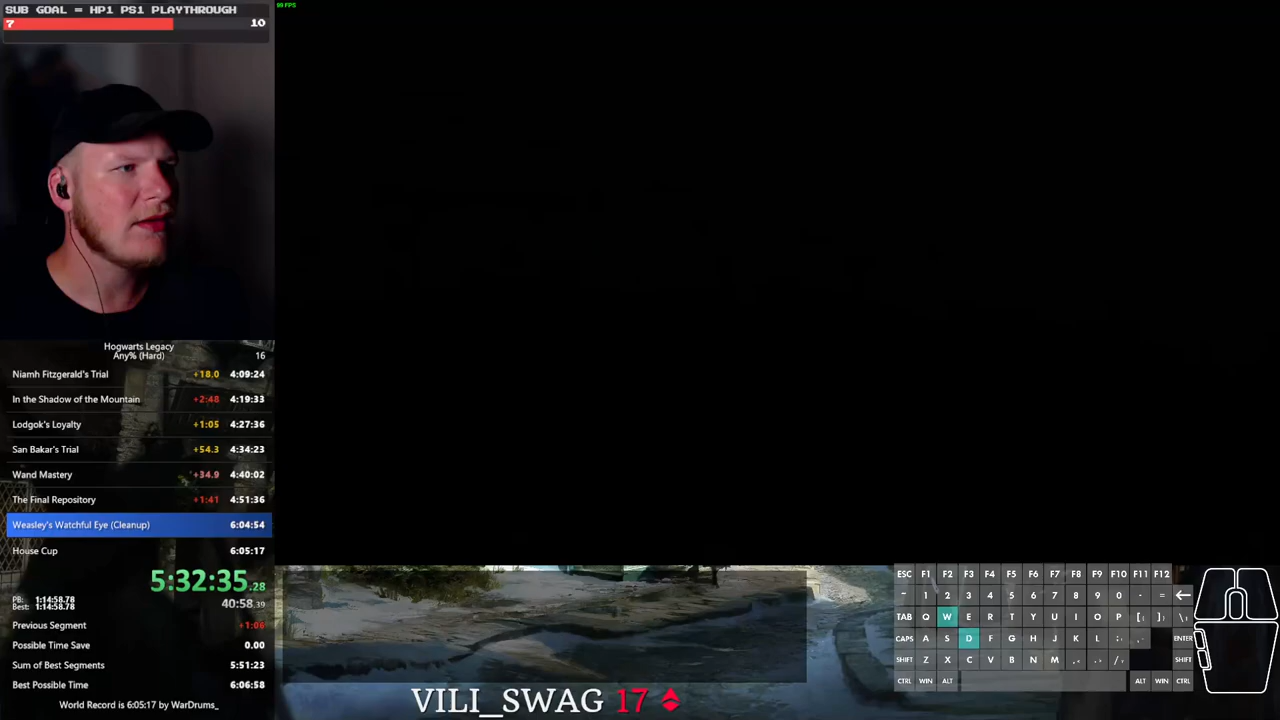 SUB GOAL = HP1 PS1 PLAYTHROUGH
7 10
Hogwarts Legacy
Any% (Hard) 16
Niamh Fitzgerald's Trial +18.0 4:09:24
In the Shadow of the Mountain +2:48 4:19:33
Lodgok's Loyalty +1:05 4:27:36
San Bakar's Trial +54.3 4:34:23
Wand Mastery +34.9 4:40:02
The Final Repository +1:41 4:51:36
Weasley's Watchful Eye (Cleanup) 6:04:54
House Cup 6:05:17
5:32:35.28
PB: 1:14:58.78
Best: 1:14:58.78
40:58.39
Previous Segment +1:06
Possible Time Save 0.00
Sum of Best Segments 5:51:23
Best Possible Time 6:06:58
World Record is 6:05:17 by WarDrums_
VILI_SWAG 17
ESC F1 F2 F3 F4 F5 F6 F7 F8 F9 F10 F11 F12
1 2 3 4 5 6 7 8 9 0 - =
TAB Q W E R T Y U I O P
CAPS A S D F G H J K L ENTER
SHIFT Z X C V B N M SHIFT
CTRL WIN ALT ALT WIN CTRL